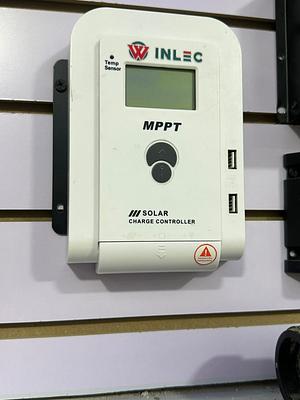 INLEC
Temp
Sensor
MPPT
SOLAR
CHARGE CONTROLLER